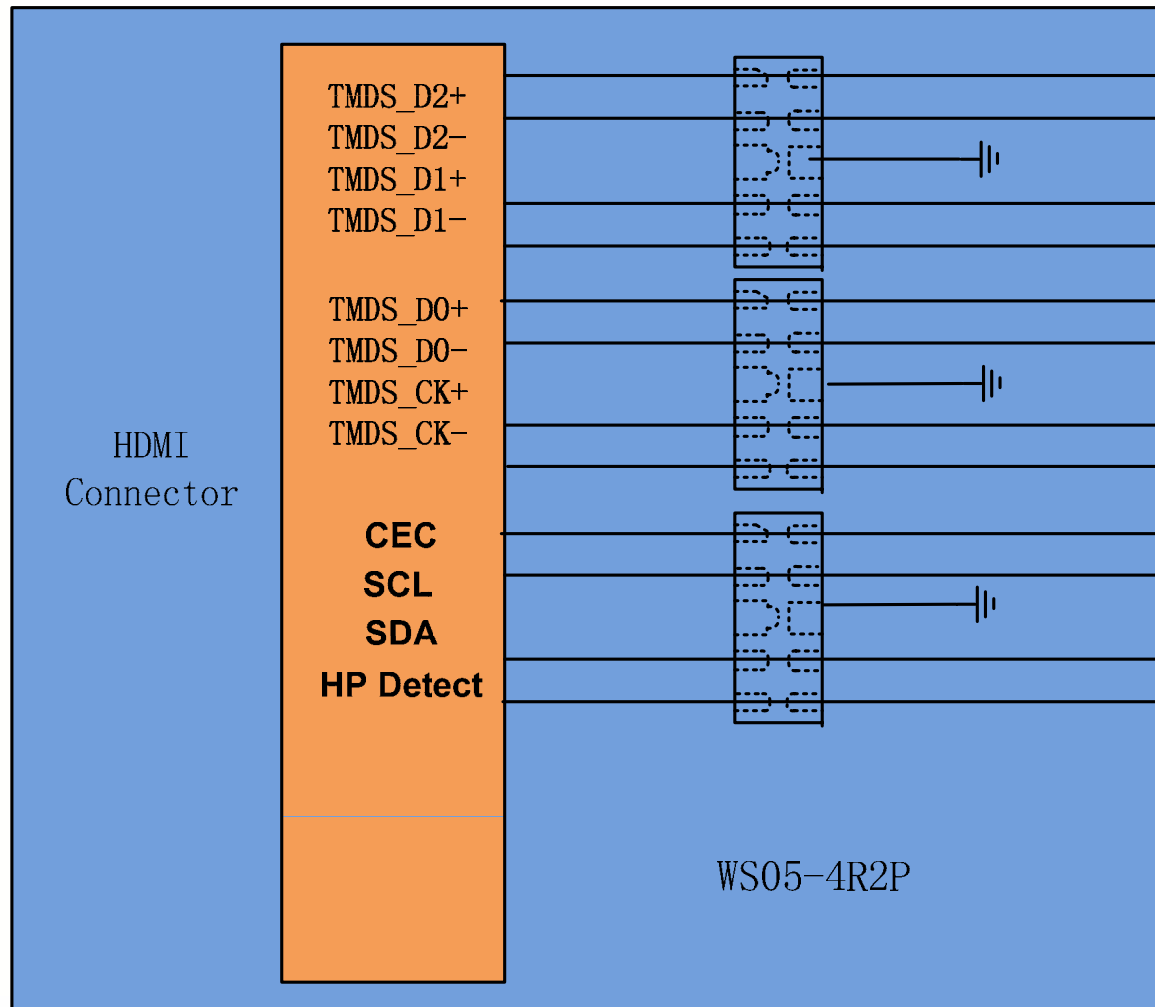 TMDS_D2+
TMDS_D2-
TMDS_D1+
TMDS_D1-
TMDS_D0+
TMDS_D0-
TMDS_CK+
TMDS_CK-
HDMI
Connector
CEC
SCL
SDA
HP Detect
WS05-4R2P